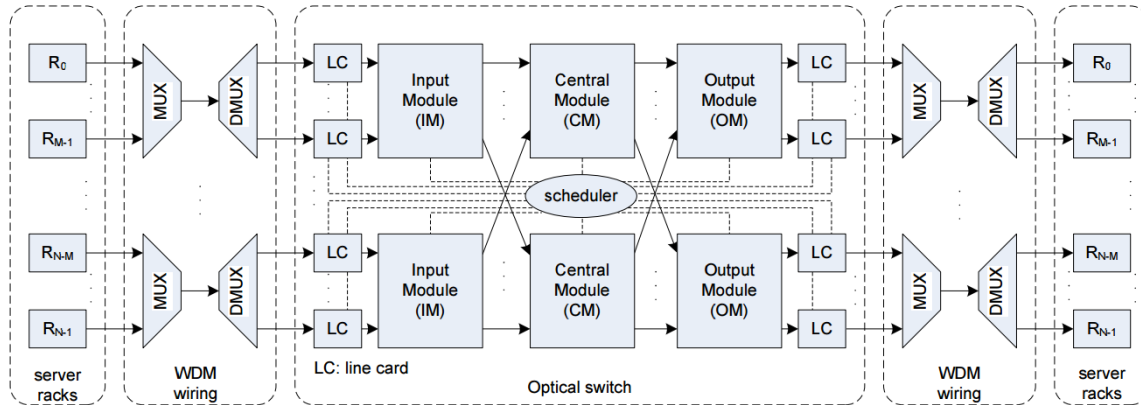 R0
LC
Input
Module
(IM)
Central
Module
(CM)
Output
Module
(OM)
LC
R0
MUX
DMUX
MUX
DMUX
RM-1
LC
LC
RM-1
scheduler
RN-M
LC
Input
Module
(IM)
Central
Module
(CM)
Output
Module
(OM)
LC
RN-M
MUX
DMUX
MUX
DMUX
RN-1
LC
LC
RN-1
LC: line card
server
racks
WDM
wiring
Optical switch
WDM
wiring
server
racks